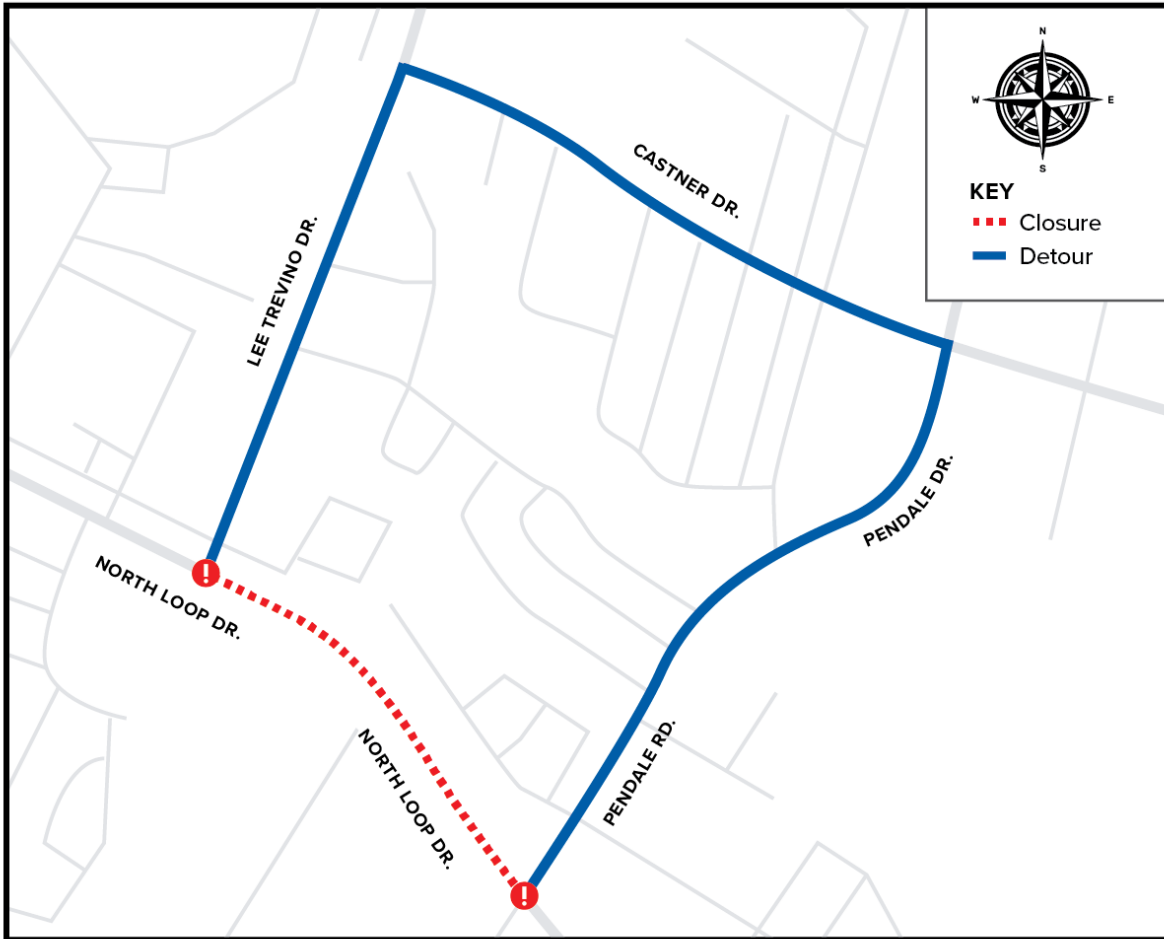 N
W
E
S
KEY
Closure
Detour
CASTNER DR.
LEE TREVINO DR.
PENDALE DR.
NORTH LOOP DR.
PENDALE RD.
NORTH LOOP DR.
!
!